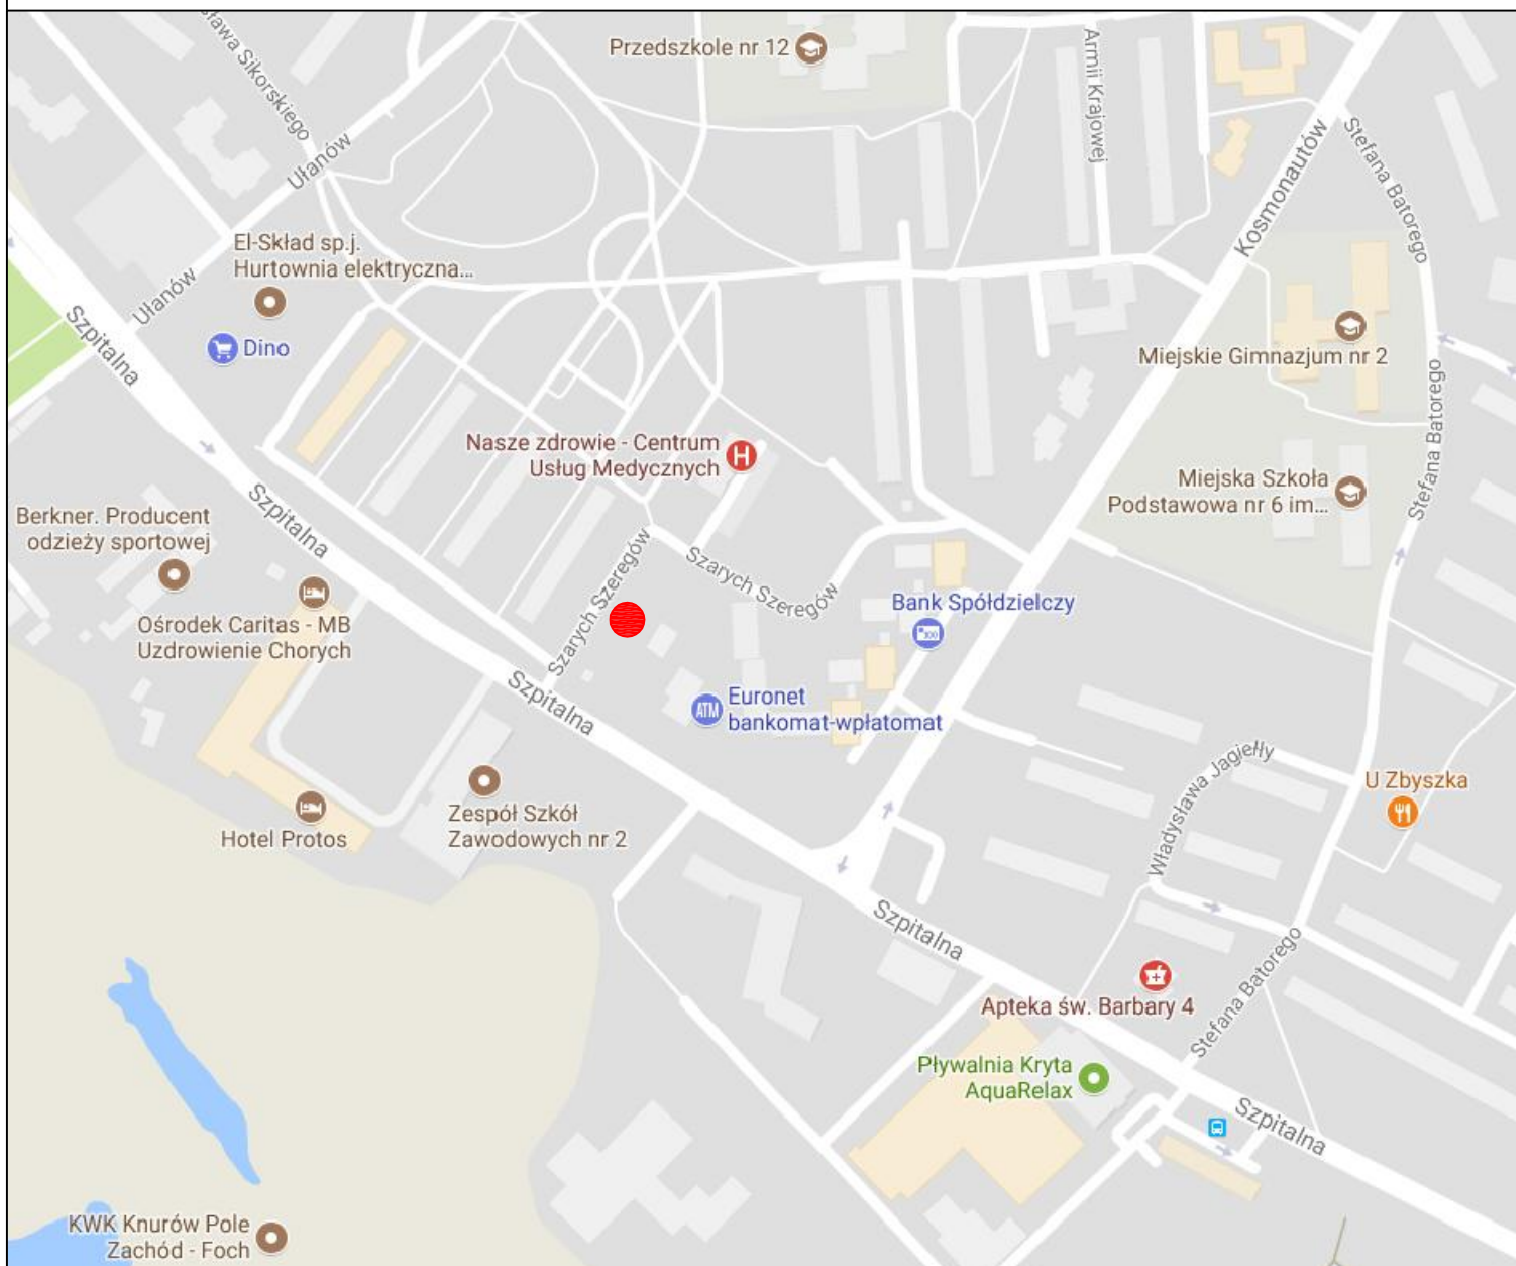 Przedszkole nr 12
Armii Krajowej
Sikorskiego
Ułanów
Kosmonautów
Stefana Batorego
El-Skład sp.j.
Hurtownia elektryczna...
Ułanów
Szpitalna
Dino
Miejskie Gimnazjum nr 2
Stefana Batorego
Nasze zdrowie - Centrum
Usług Medycznych
H
Miejska Szkoła
Podstawowa nr 6 im...
Szpitalna
Berkner. Producent
odzieży sportowej
Szarych Szeregów
Szarych Szeregów
Bank Spółdzielczy
Ośrodek Caritas - MB
Uzdrowienie Chorych
Szpitalna
ATM
Euronet
bankomat-wpłatomat
Władysława Jagiełły
U Zbyszka
Zespół Szkół
Zawodowych nr 2
Hotel Protos
Szpitalna
Stefana Batorego
Apteka św. Barbary 4
Pływalnia Kryta
AquaRelax
Szpitalna
KWK Knurów Pole
Zachód - Foch